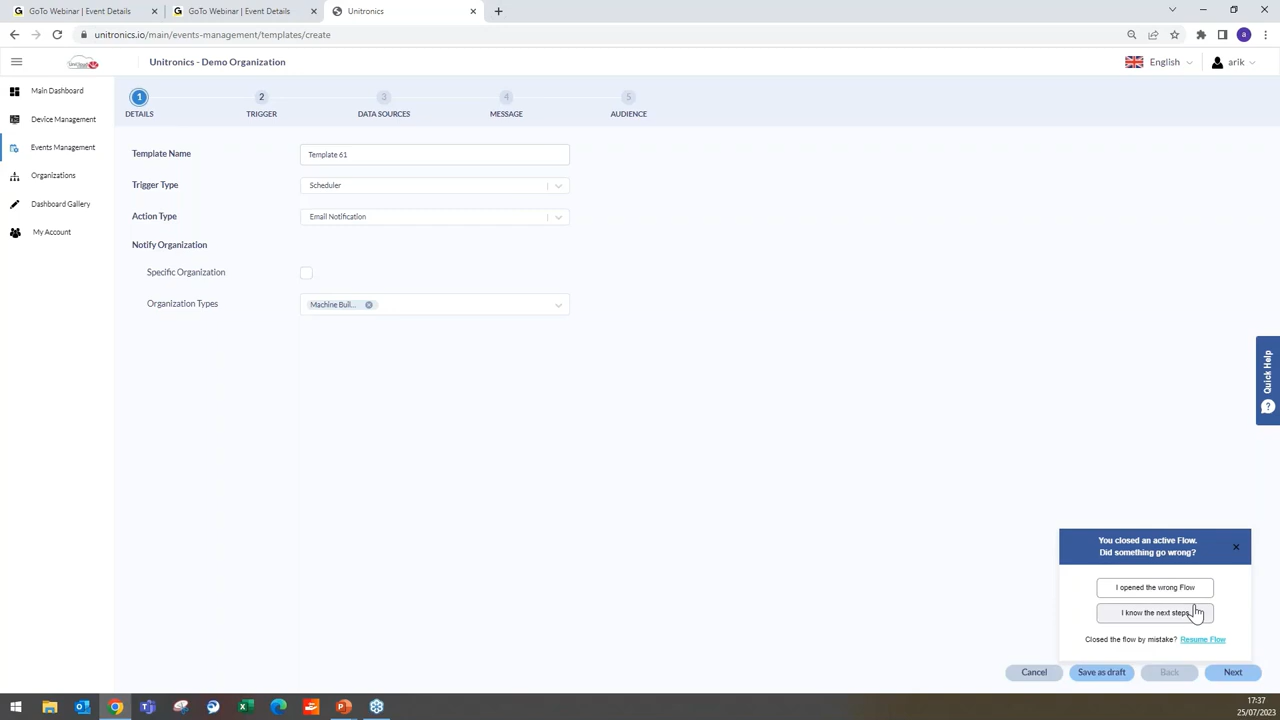 GoTo Webinar | Event Details
GoTo Webinar | Event Details
Unitronics
unitronics.io/main/events-management/templates/create
Unitronics - Demo Organization
English
arik
Main Dashboard
Device Management
Events Management
Organizations
Dashboard Gallery
My Account
1 2 3 4 5
DETAILS TRIGGER DATA SOURCES MESSAGE AUDIENCE
Template Name
Template 61
Trigger Type
Scheduler
Action Type
Email Notification
Notify Organization
Specific Organization
Organization Types
Machine Buil...
Quick Help
You closed an active Flow.
Did something go wrong?
I opened the wrong Flow
I know the next steps
Closed the flow by mistake? Resume Flow
Cancel
Save as draft
Back
Next
17:37
25/07/2023